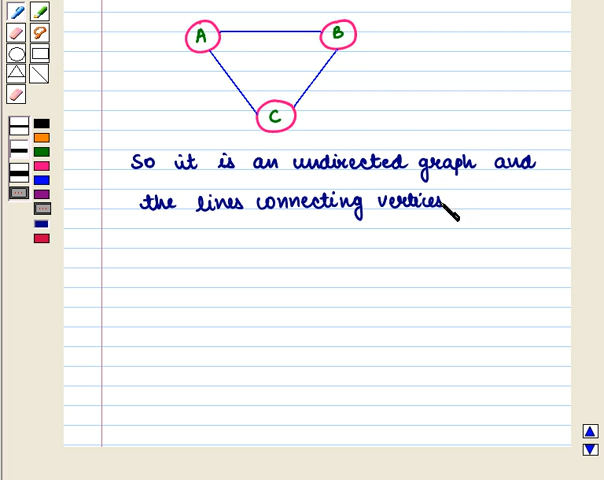 A B
C
So it is an undirected graph and
the lines connecting vertices